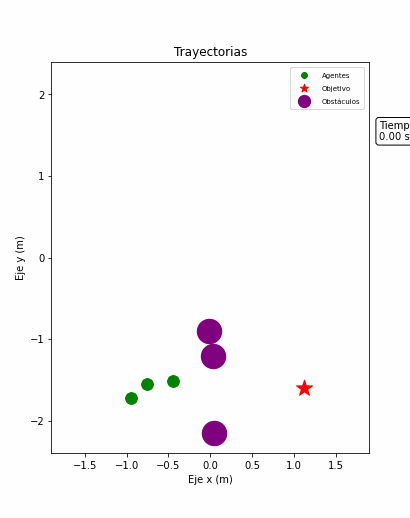 Trayectorias
Agentes
Objetivo
Obstáculos
Tiemp
0.00 s
Eje y (m)
2
1
0
−1
−2
−1.5 −1.0 −0.5 0.0 0.5 1.0 1.5
Eje x (m)